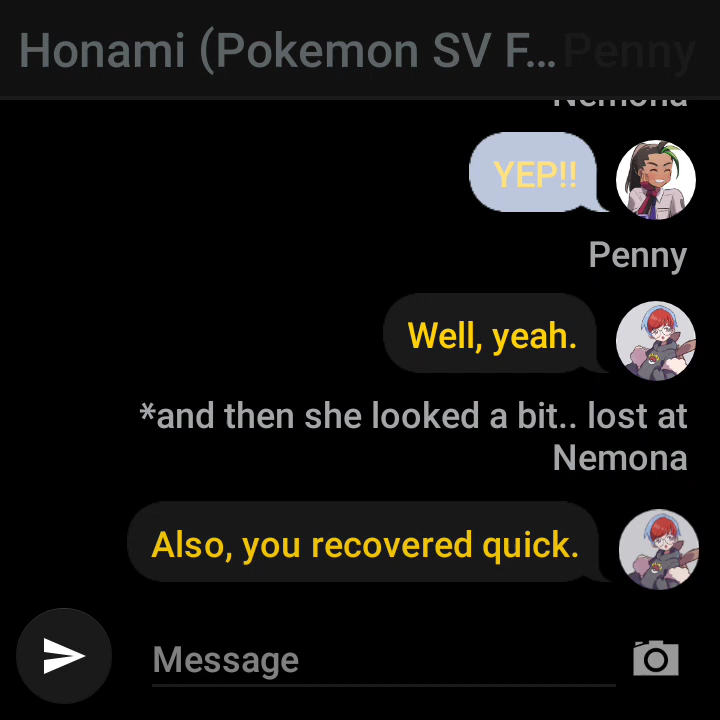 Honami (Pokemon SV F... Penny
Nemona
YEP!!
Penny
Well, yeah.
*and then she looked a bit.. lost at
Nemona
Also, you recovered quick.
Message